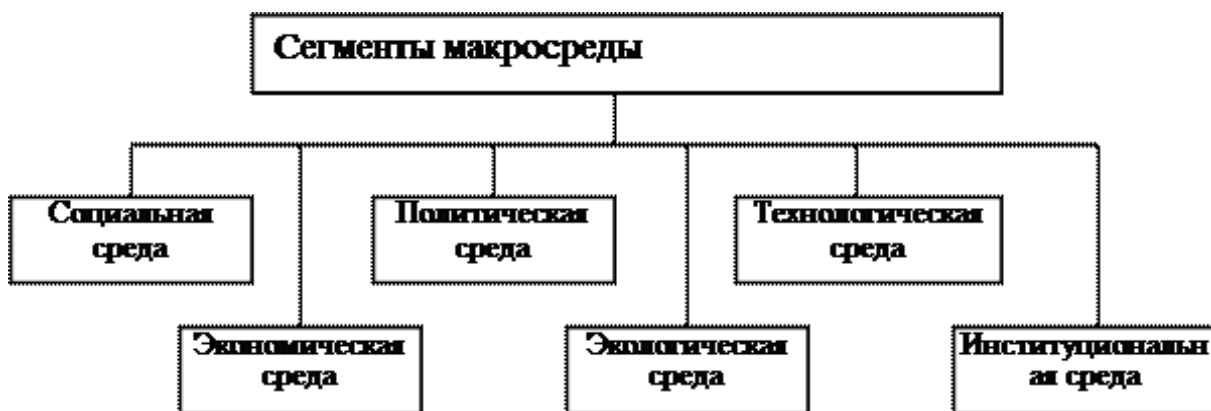 Сегменты макросреды
Социальная
среда
Политическая
среда
Технологическая
среда
Экономическая
среда
Экологическая
среда
Институциональн
ая среда